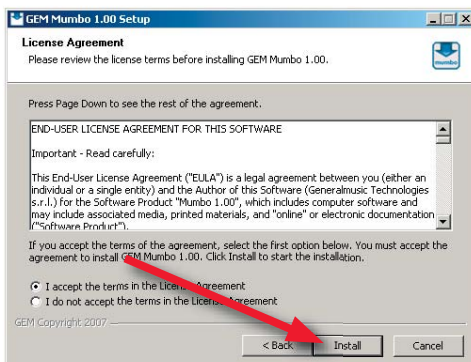 GEM Mumbo 1.00 Setup
License Agreement
Please review the license terms before installing GEM Mumbo 1.00.
mumbo
Press Page Down to see the rest of the agreement.
END-USER LICENSE AGREEMENT FOR THIS SOFTWARE
Important - Read carefully:
This End-User License Agreement ("EULA") is a legal agreement between you (either an
individual or a single entity) and the Author of this Software (Generalmusic Technologies
s.r.l.) for the Software Product "Mumbo 1.00", which includes computer software and
may include associated media, printed materials, and "online" or electronic documentation
("Software Product").
If you accept the terms of the agreement, select the first option below. You must accept the
agreement to install GEM Mumbo 1.00. Click Install to start the installation.
I accept the terms in the License Agreement
I do not accept the terms in the License Agreement
GEM Copyright 2007
< Back
Install
Cancel